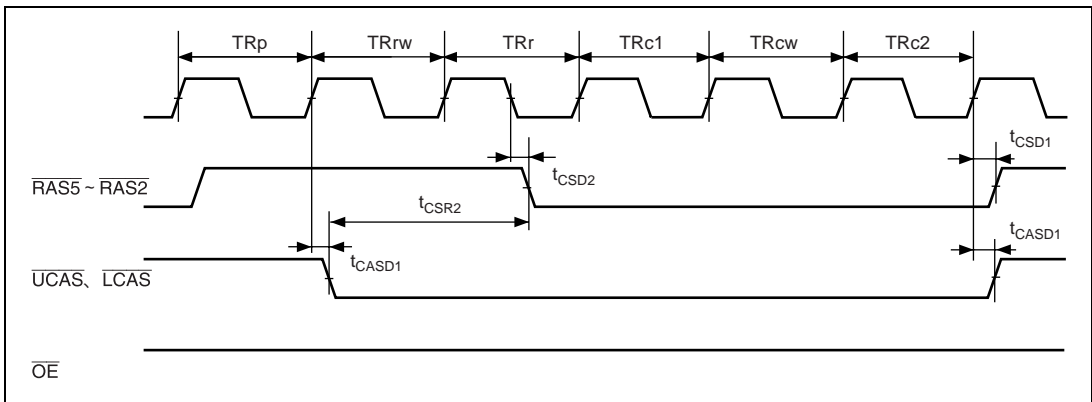 TRp TRrw TRr TRc1 TRcw TRc2
tCSD1
tCSD2
RAS5 ~ RAS2
tCSR2
tCASD1
tCASD1
UCAS、LCAS
OE